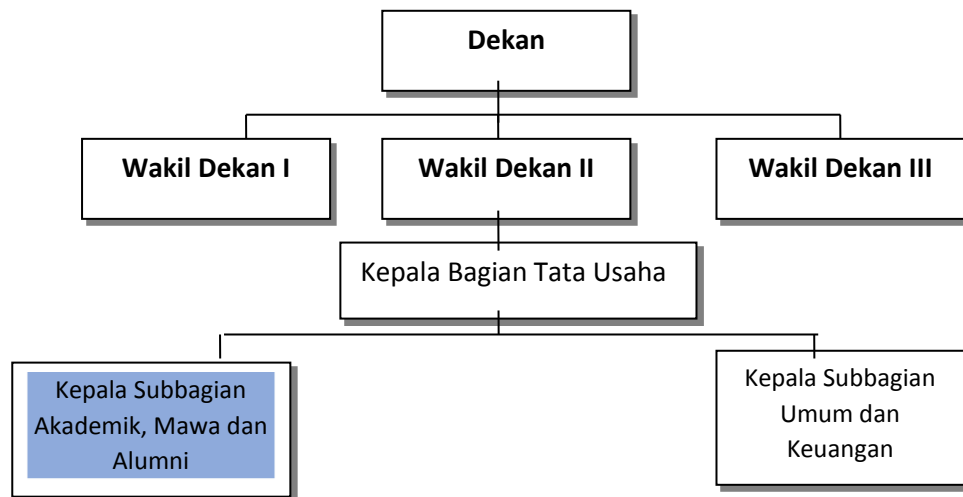 Dekan
Wakil Dekan I
Wakil Dekan II
Wakil Dekan III
Kepala Bagian Tata Usaha
Kepala Subbagian
Akademik, Mawa dan
Alumni
Kepala Subbagian
Umum dan
Keuangan